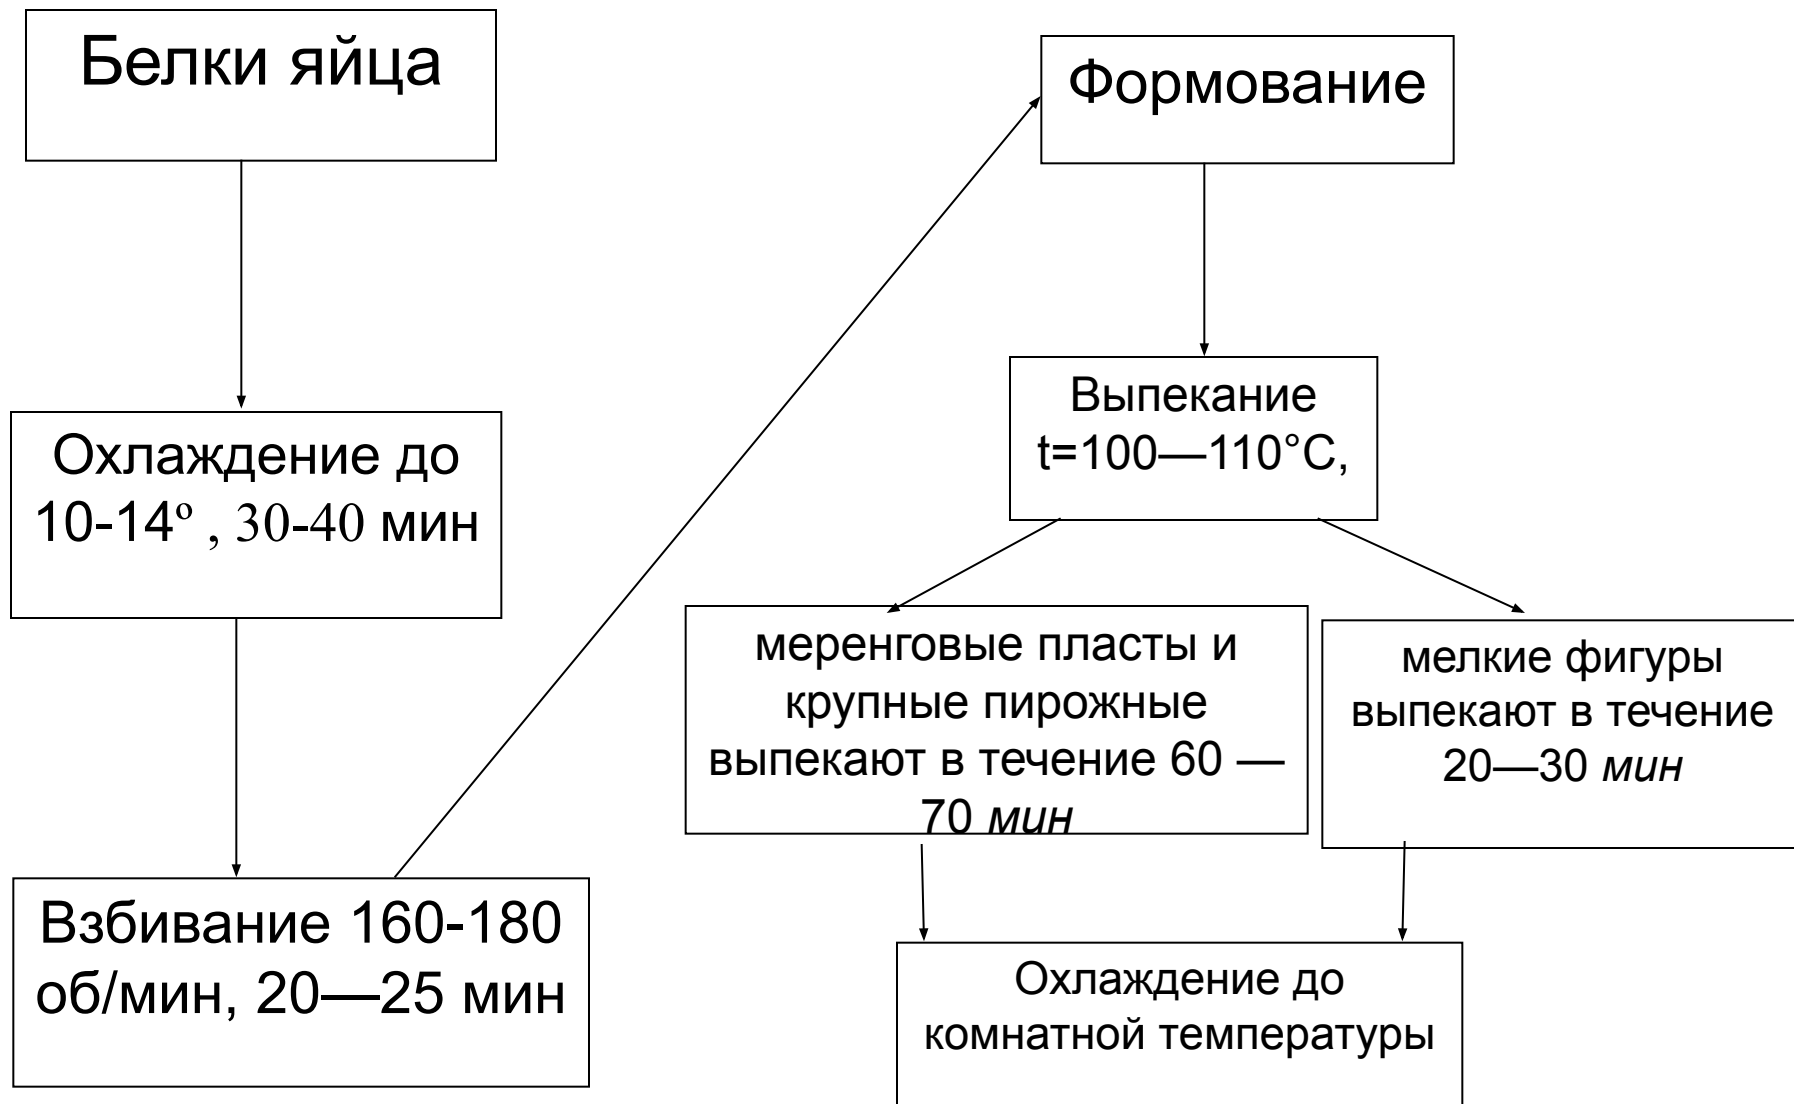 Белки яйца
Охлаждение до
10-14º , 30-40 мин
Взбивание 160-180
об/мин, 20—25 мин
Формование
Выпекание
t=100—110°С,
меренговые пласты и
крупные пирожные
выпекают в течение 60 —
70 мин
мелкие фигуры
выпекают в течение
20—30 мин
Охлаждение до
комнатной температуры